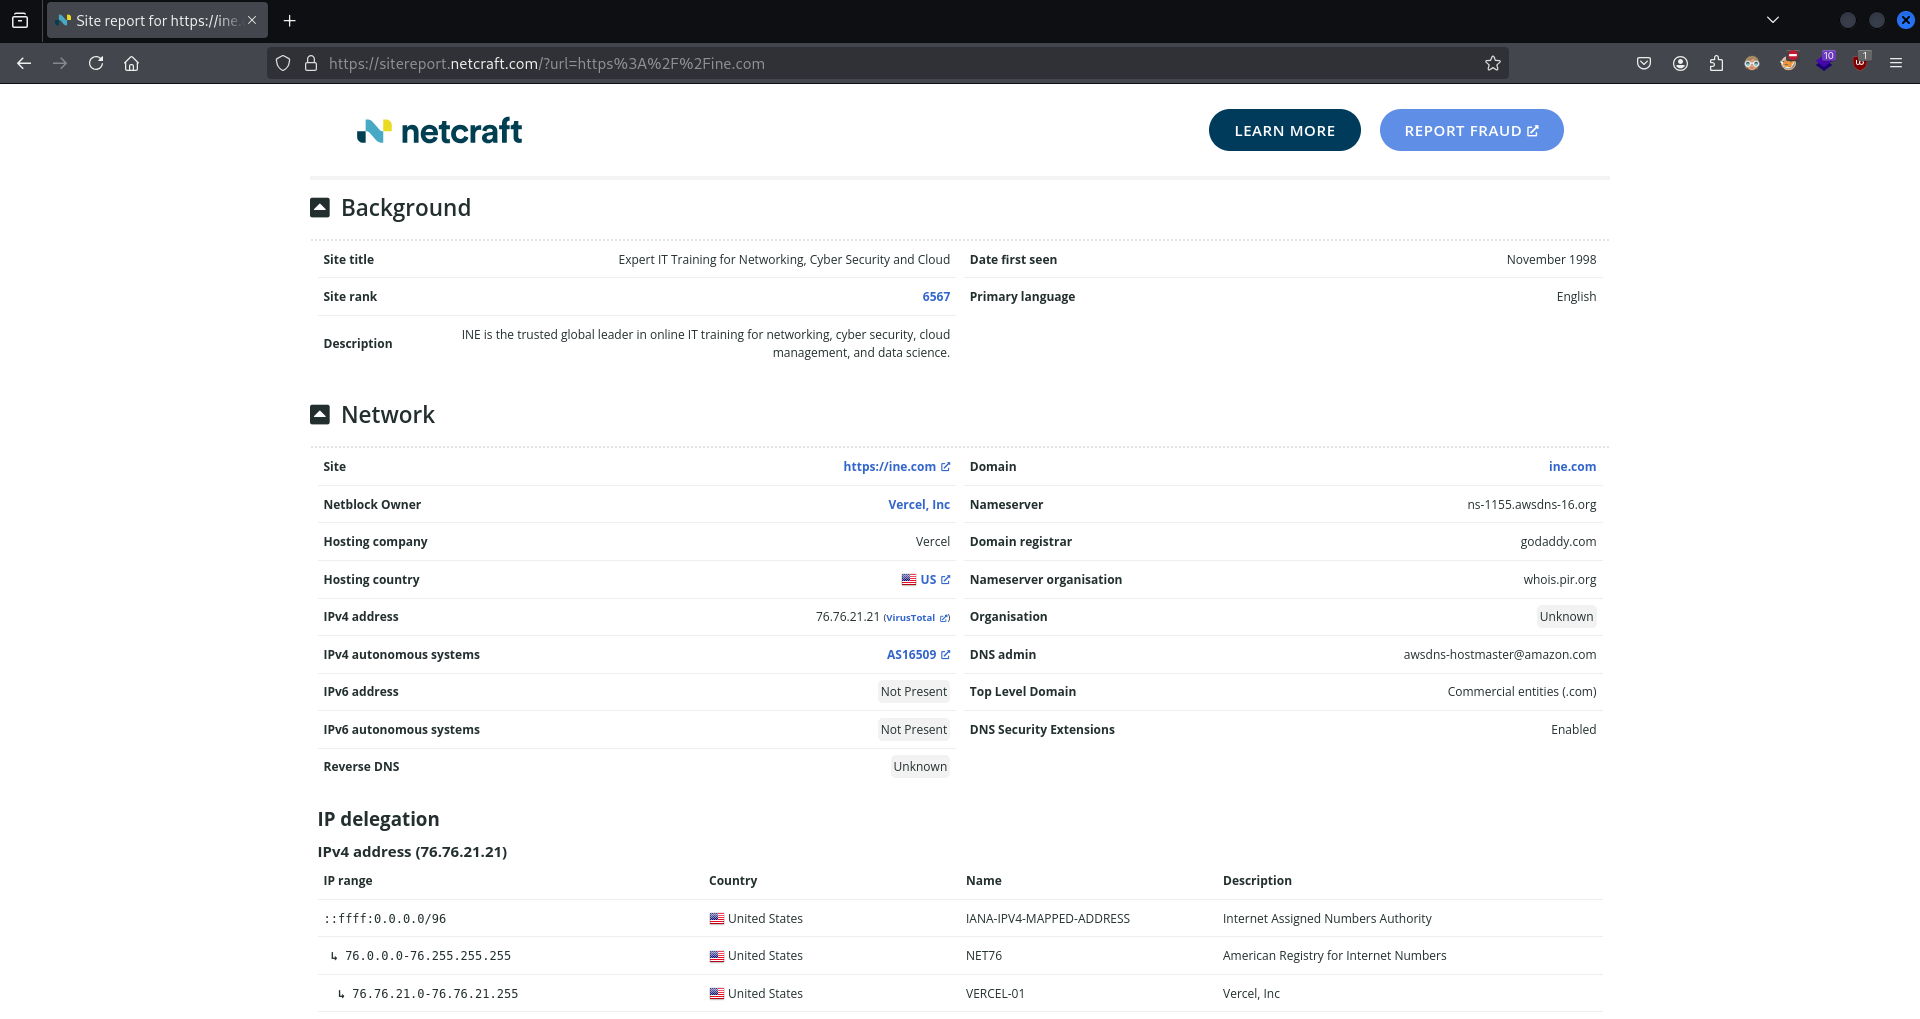 Site report for https://ine.
https://sitereport.netcraft.com/?url=https%3A%2F%2Fine.com
10
1
netcraft
LEARN MORE
REPORT FRAUD
Background
Site title Expert IT Training for Networking, Cyber Security and Cloud Date first seen November 1998
Site rank 6567 Primary language English
Description INE is the trusted global leader in online IT training for networking, cyber security, cloud
management, and data science.
Network
Site https://ine.com Domain ine.com
Netblock Owner Vercel, Inc Nameserver ns-1155.awsdns-16.org
Hosting company Vercel Domain registrar godaddy.com
Hosting country US Nameserver organisation whois.pir.org
IPv4 address 76.76.21.21 (VirusTotal) Organisation Unknown
IPv4 autonomous systems AS16509 DNS admin awsdns-hostmaster@amazon.com
IPv6 address Not Present Top Level Domain Commercial entities (.com)
IPv6 autonomous systems Not Present DNS Security Extensions Enabled
Reverse DNS Unknown
IP delegation
IPv4 address (76.76.21.21)
IP range Country Name Description
::ffff:0.0.0.0/96 United States IANA-IPV4-MAPPED-ADDRESS Internet Assigned Numbers Authority
↳ 76.0.0.0-76.255.255.255 United States NET76 American Registry for Internet Numbers
↳ 76.76.21.0-76.76.21.255 United States VERCEL-01 Vercel, Inc